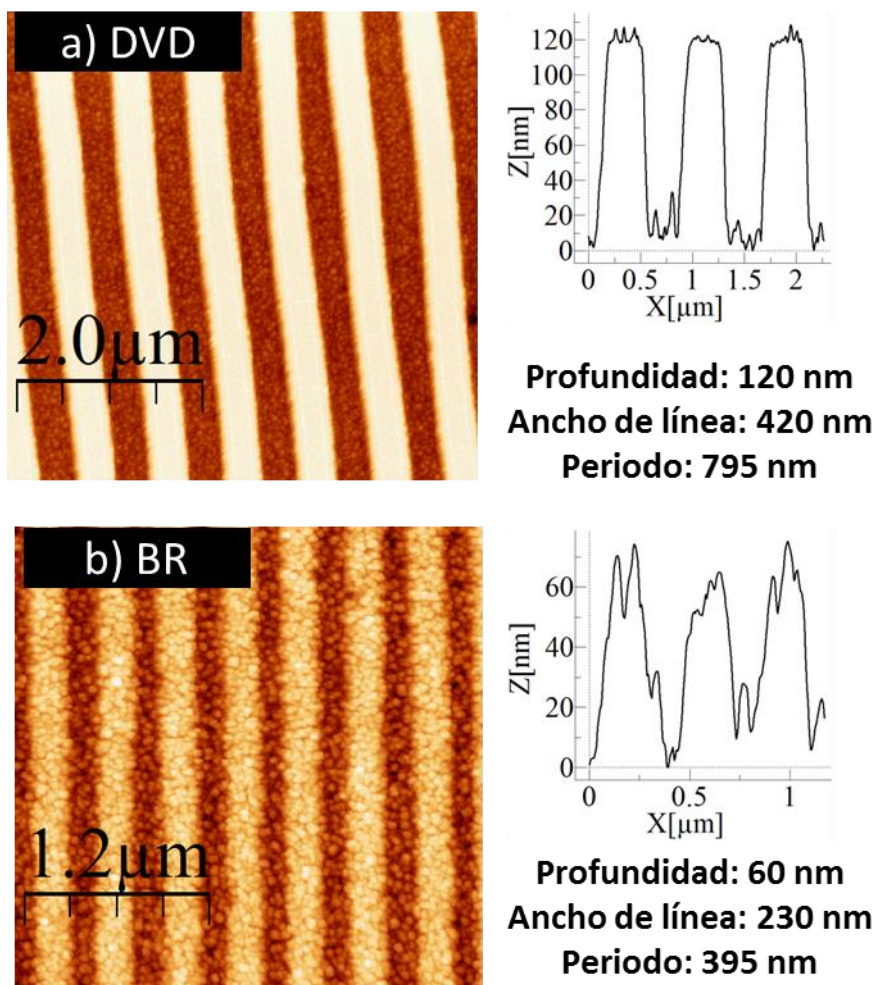 a) DVD
2.0µm
Z[nm]
120
100
80
60
40
20
0
0 0.5 1 1.5 2
X[µm]
Profundidad: 120 nm
Ancho de línea: 420 nm
Periodo: 795 nm
b) BR
1.2µm
Z[nm]
60
40
20
0
0 0.5 1
X[µm]
Profundidad: 60 nm
Ancho de línea: 230 nm
Periodo: 395 nm